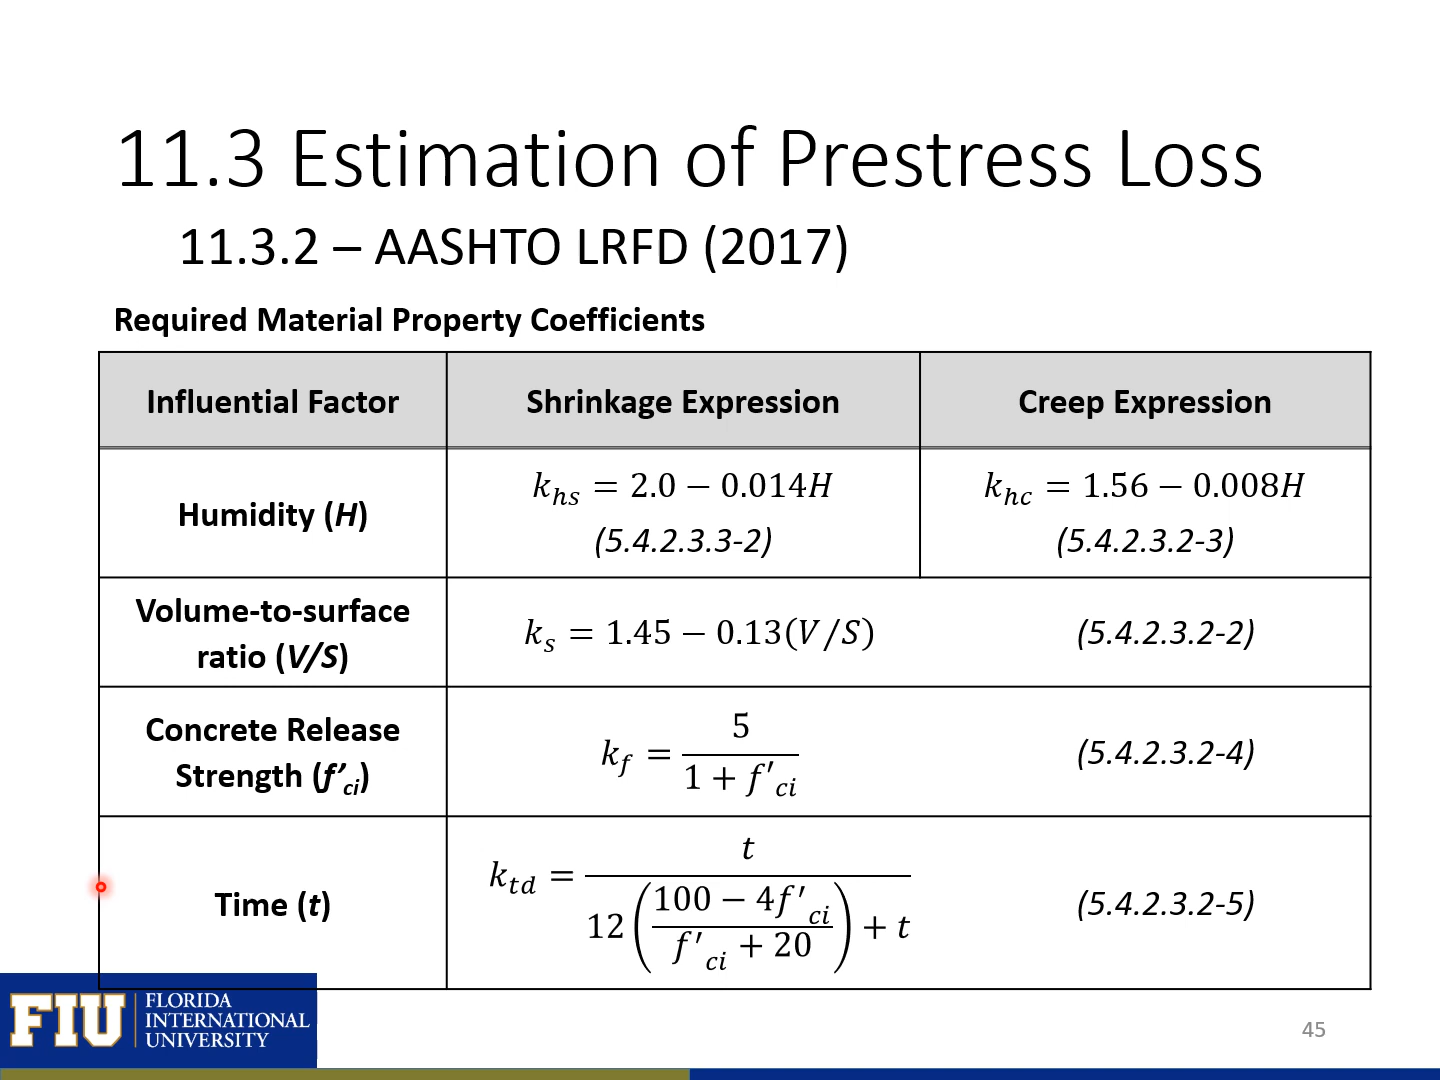 11.3 Estimation of Prestress Loss
11.3.2 – AASHTO LRFD (2017)
Required Material Property Coefficients
Influential Factor
Shrinkage Expression
Creep Expression
Humidity (H)
k_hs = 2.0 − 0.014H
(5.4.2.3.3-2)
k_hc = 1.56 − 0.008H
(5.4.2.3.2-3)
Volume-to-surface
ratio (V/S)
k_s = 1.45 − 0.13(V/S)
(5.4.2.3.2-2)
Concrete Release
Strength (f’_ci)
k_f = 5 / (1 + f′_ci)
(5.4.2.3.2-4)
Time (t)
k_td = t / (12((100 − 4f′_ci) / (f′_ci + 20)) + t)
(5.4.2.3.2-5)
FIU
FLORIDA
INTERNATIONAL
UNIVERSITY
45